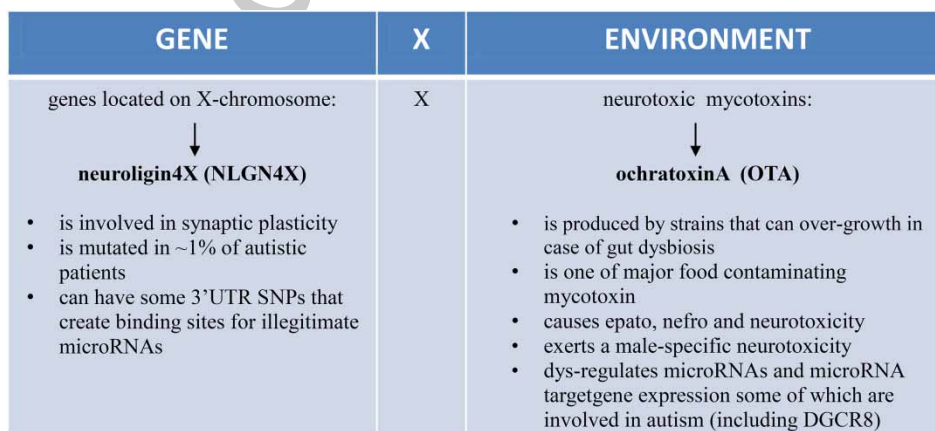 GENE X ENVIRONMENT
genes located on X-chromosome: X neurotoxic mycotoxins:
neuroligin4X (NLGN4X)
• is involved in synaptic plasticity
• is mutated in ~1% of autistic
patients
• can have some 3’UTR SNPs that
create binding sites for illegitimate
microRNAs
ochratoxinA (OTA)
• is produced by strains that can over-growth in
case of gut dysbiosis
• is one of major food contaminating
mycotoxin
• causes epato, nefro and neurotoxicity
• exerts a male-specific neurotoxicity
• dys-regulates microRNAs and microRNA
targetgene expression some of which are
involved in autism (including DGCR8)